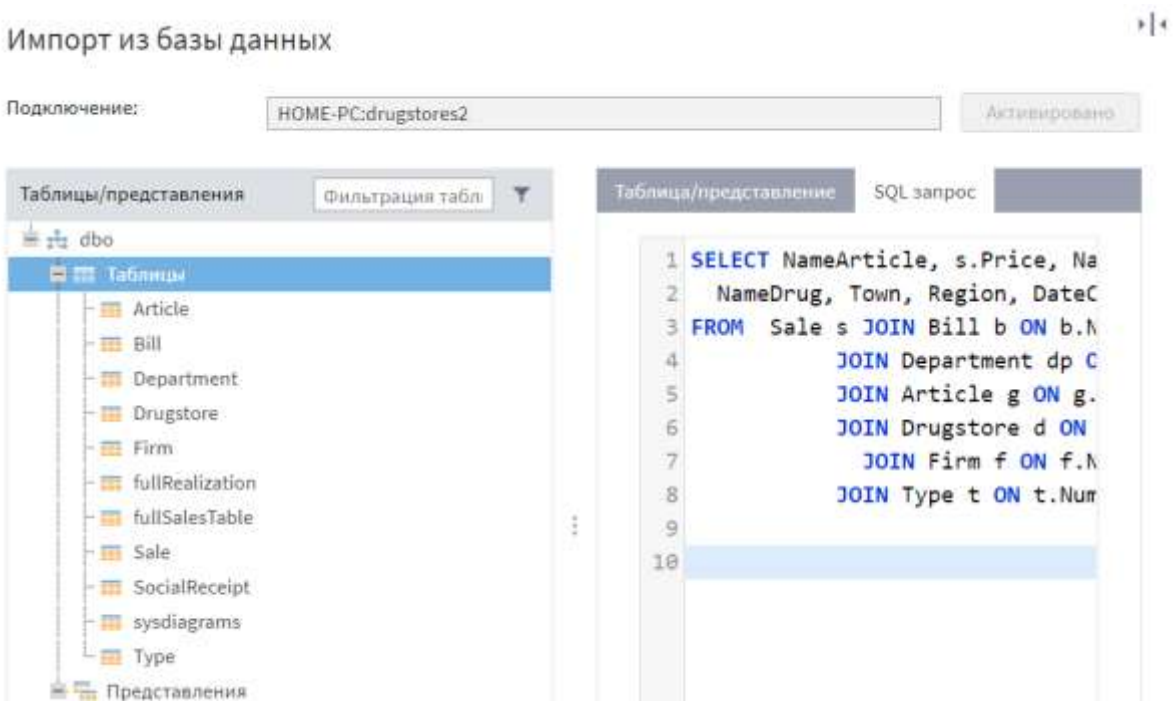 Импорт из базы данных
Подключение: HOME-PC:drugstores2 Активировано
Таблицы/представления Фильтрация табл
dbo
Таблицы
Article
Bill
Department
Drugstore
Firm
fullRealization
fullSalesTable
Sale
SocialReceipt
sysdiagrams
Type
Представления
Таблица/представление SQL запрос
1 SELECT NameArticle, s.Price, Na
2 NameDrug, Town, Region, DateC
3 FROM Sale s JOIN Bill b ON b.N
4 JOIN Department dp O
5 JOIN Article g ON g.
6 JOIN Drugstore d ON
7 JOIN Firm f ON f.N
8 JOIN Type t ON t.Num
9
10